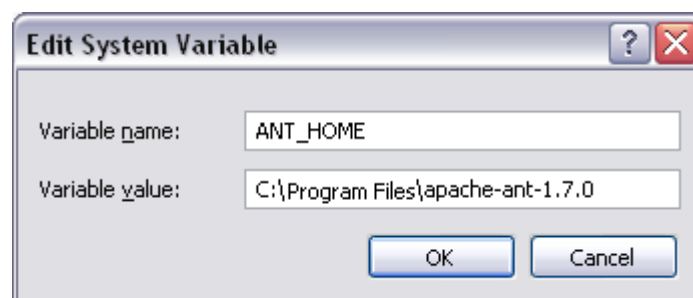 Edit System Variable
?
Variable name: ANT_HOME
Variable value: C:\Program Files\apache-ant-1.7.0
OK Cancel